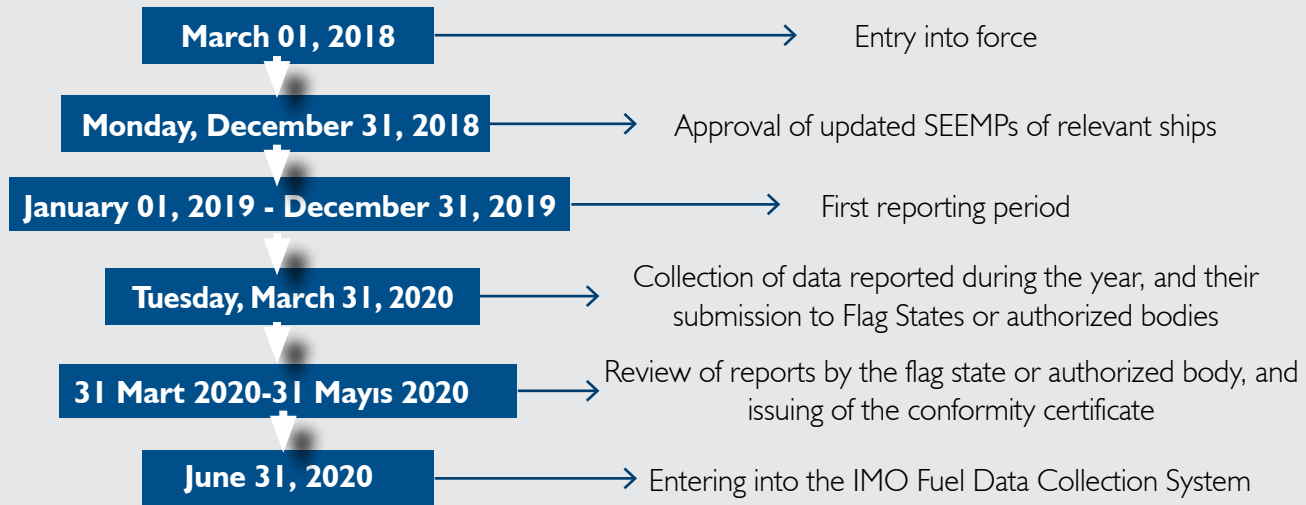 March 01, 2018
Entry into force
Monday, December 31, 2018
Approval of updated SEEMPs of relevant ships
January 01, 2019 - December 31, 2019
First reporting period
Tuesday, March 31, 2020
Collection of data reported during the year, and their
submission to Flag States or authorized bodies
31 Mart 2020-31 Mayıs 2020
Review of reports by the flag state or authorized body, and
issuing of the conformity certificate
June 31, 2020
Entering into the IMO Fuel Data Collection System